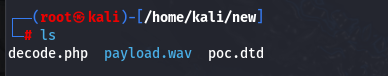 ┌──(root㉿kali)-[/home/kali/new]
└─# ls
decode.php  payload.wav  poc.dtd